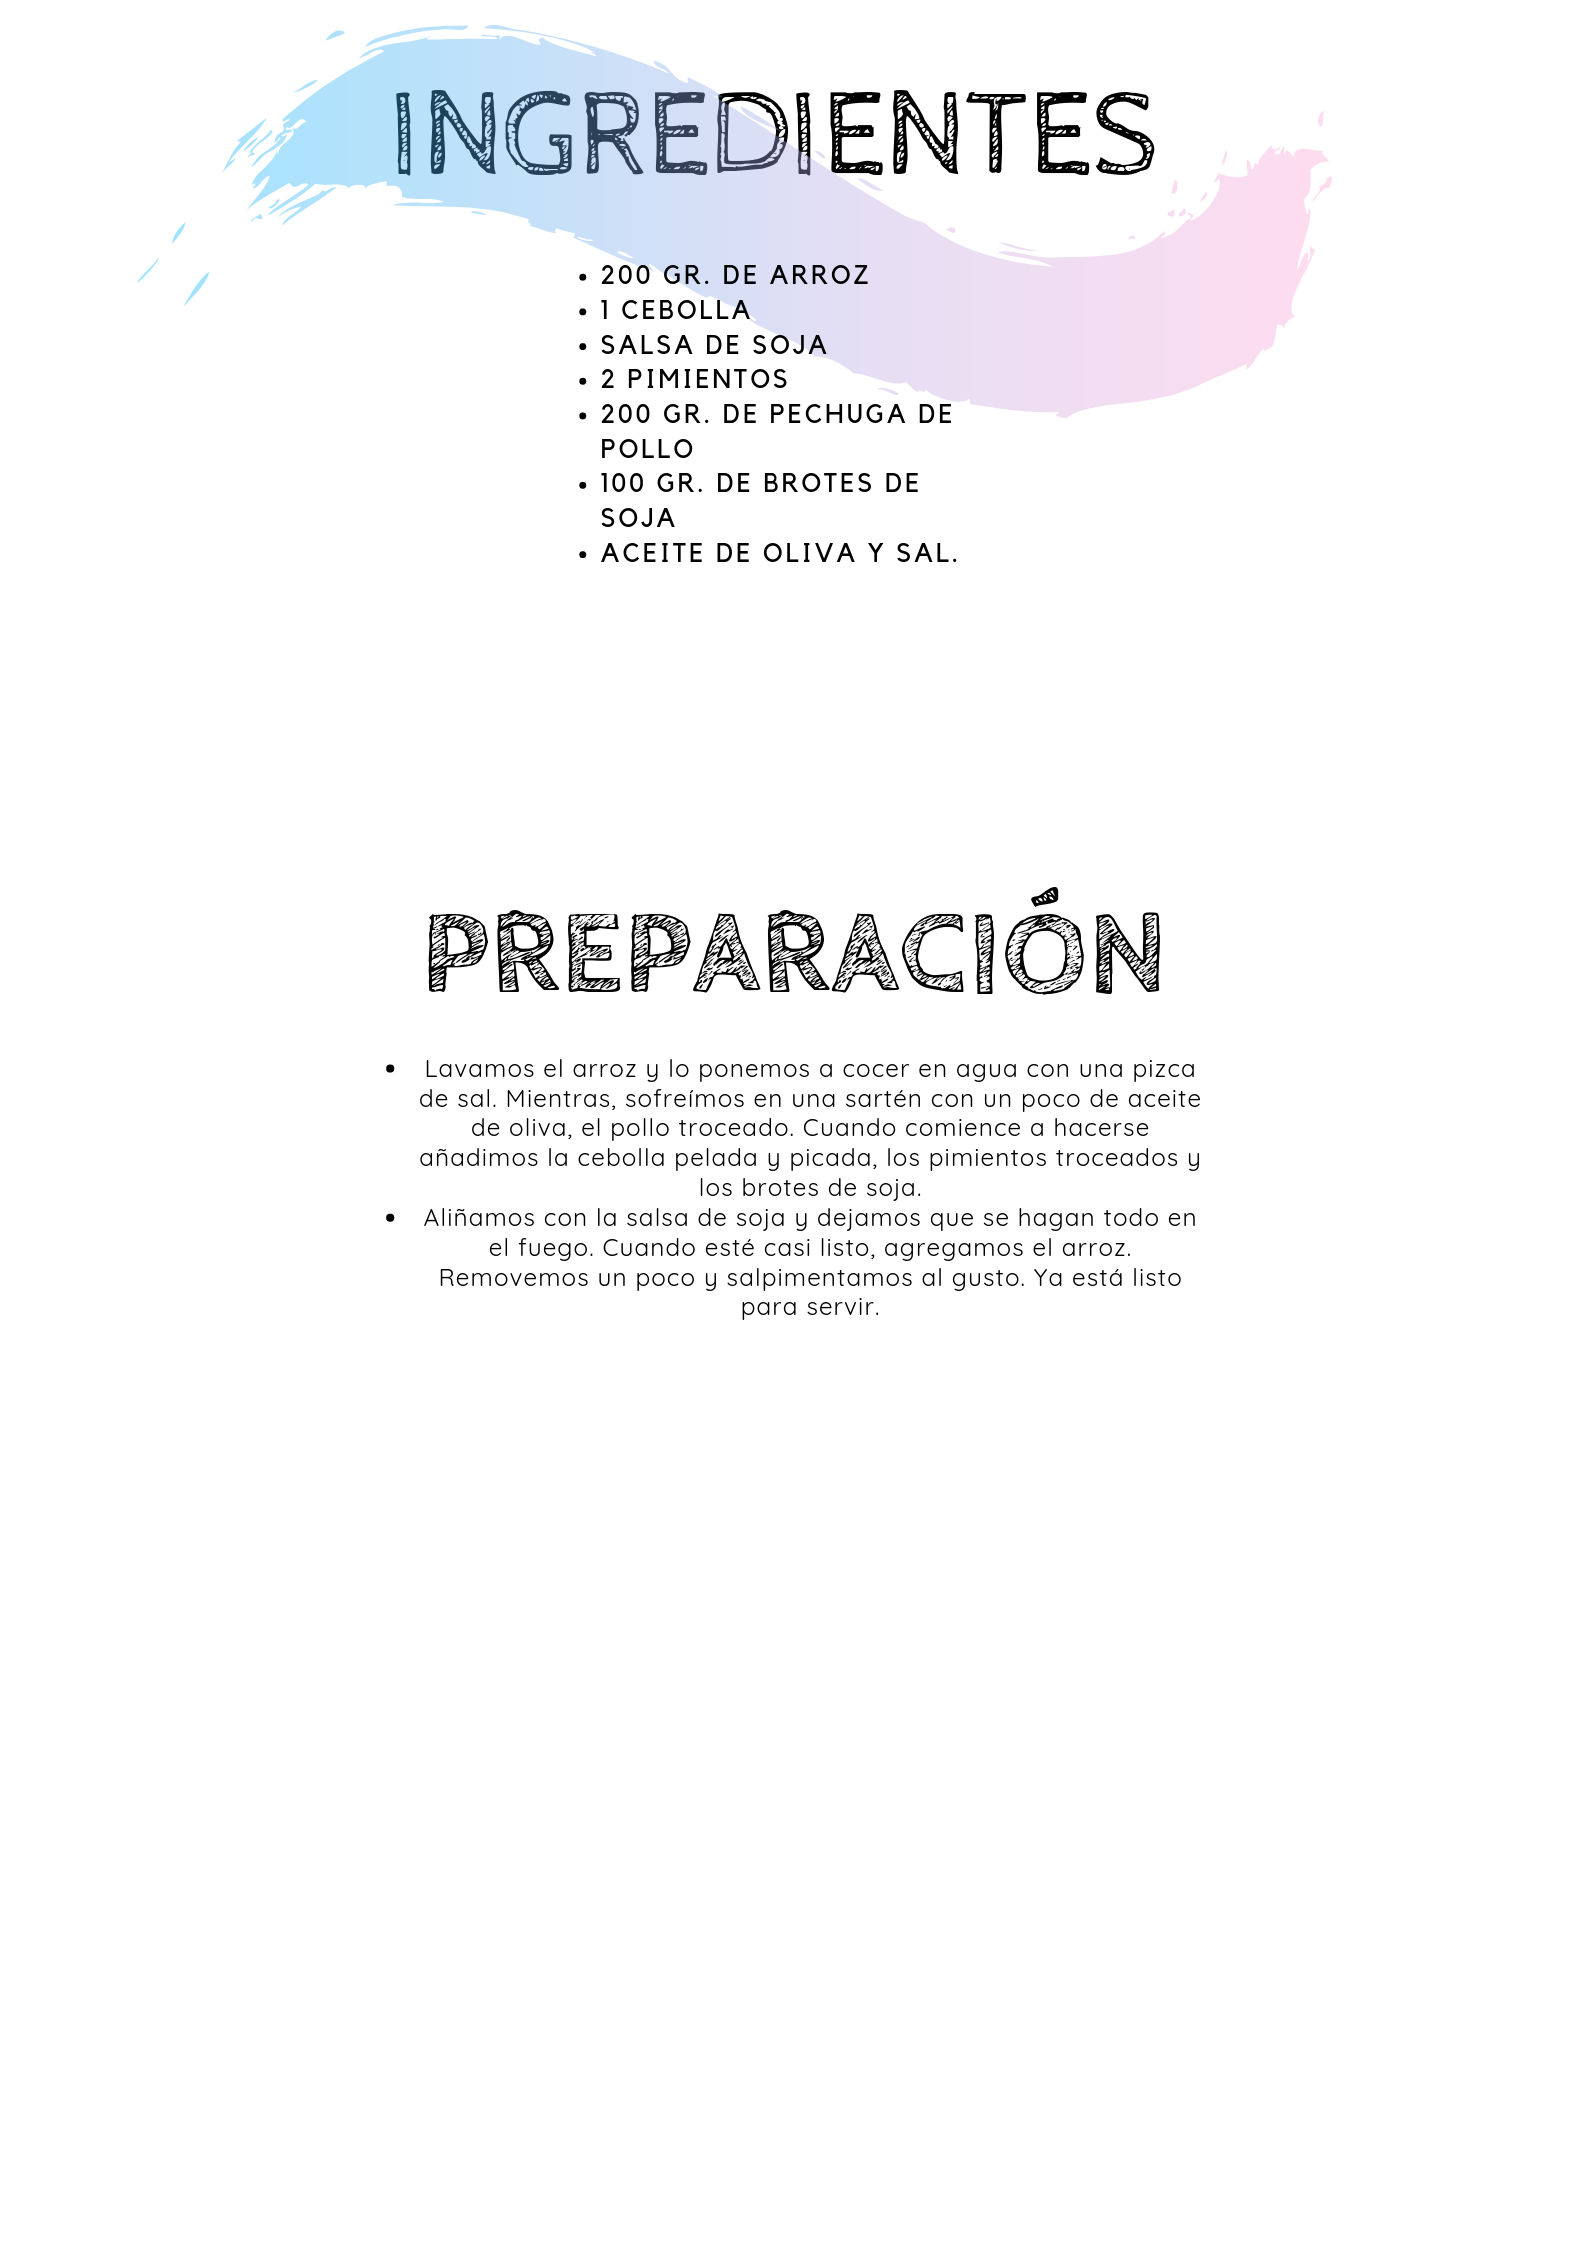 INGREDIENTES
• 200 GR. DE ARROZ
• 1 CEBOLLA
• SALSA DE SOJA
• 2 PIMIENTOS
• 200 GR. DE PECHUGA DE
POLLO
• 100 GR. DE BROTES DE
SOJA
• ACEITE DE OLIVA Y SAL.
PREPARACIÓN
• Lavamos el arroz y lo ponemos a cocer en agua con una pizca
de sal. Mientras, sofreímos en una sartén con un poco de aceite
de oliva, el pollo troceado. Cuando comience a hacerse
añadimos la cebolla pelada y picada, los pimientos troceados y
los brotes de soja.
• Aliñamos con la salsa de soja y dejamos que se hagan todo en
el fuego. Cuando esté casi listo, agregamos el arroz.
Removemos un poco y salpimentamos al gusto. Ya está listo
para servir.